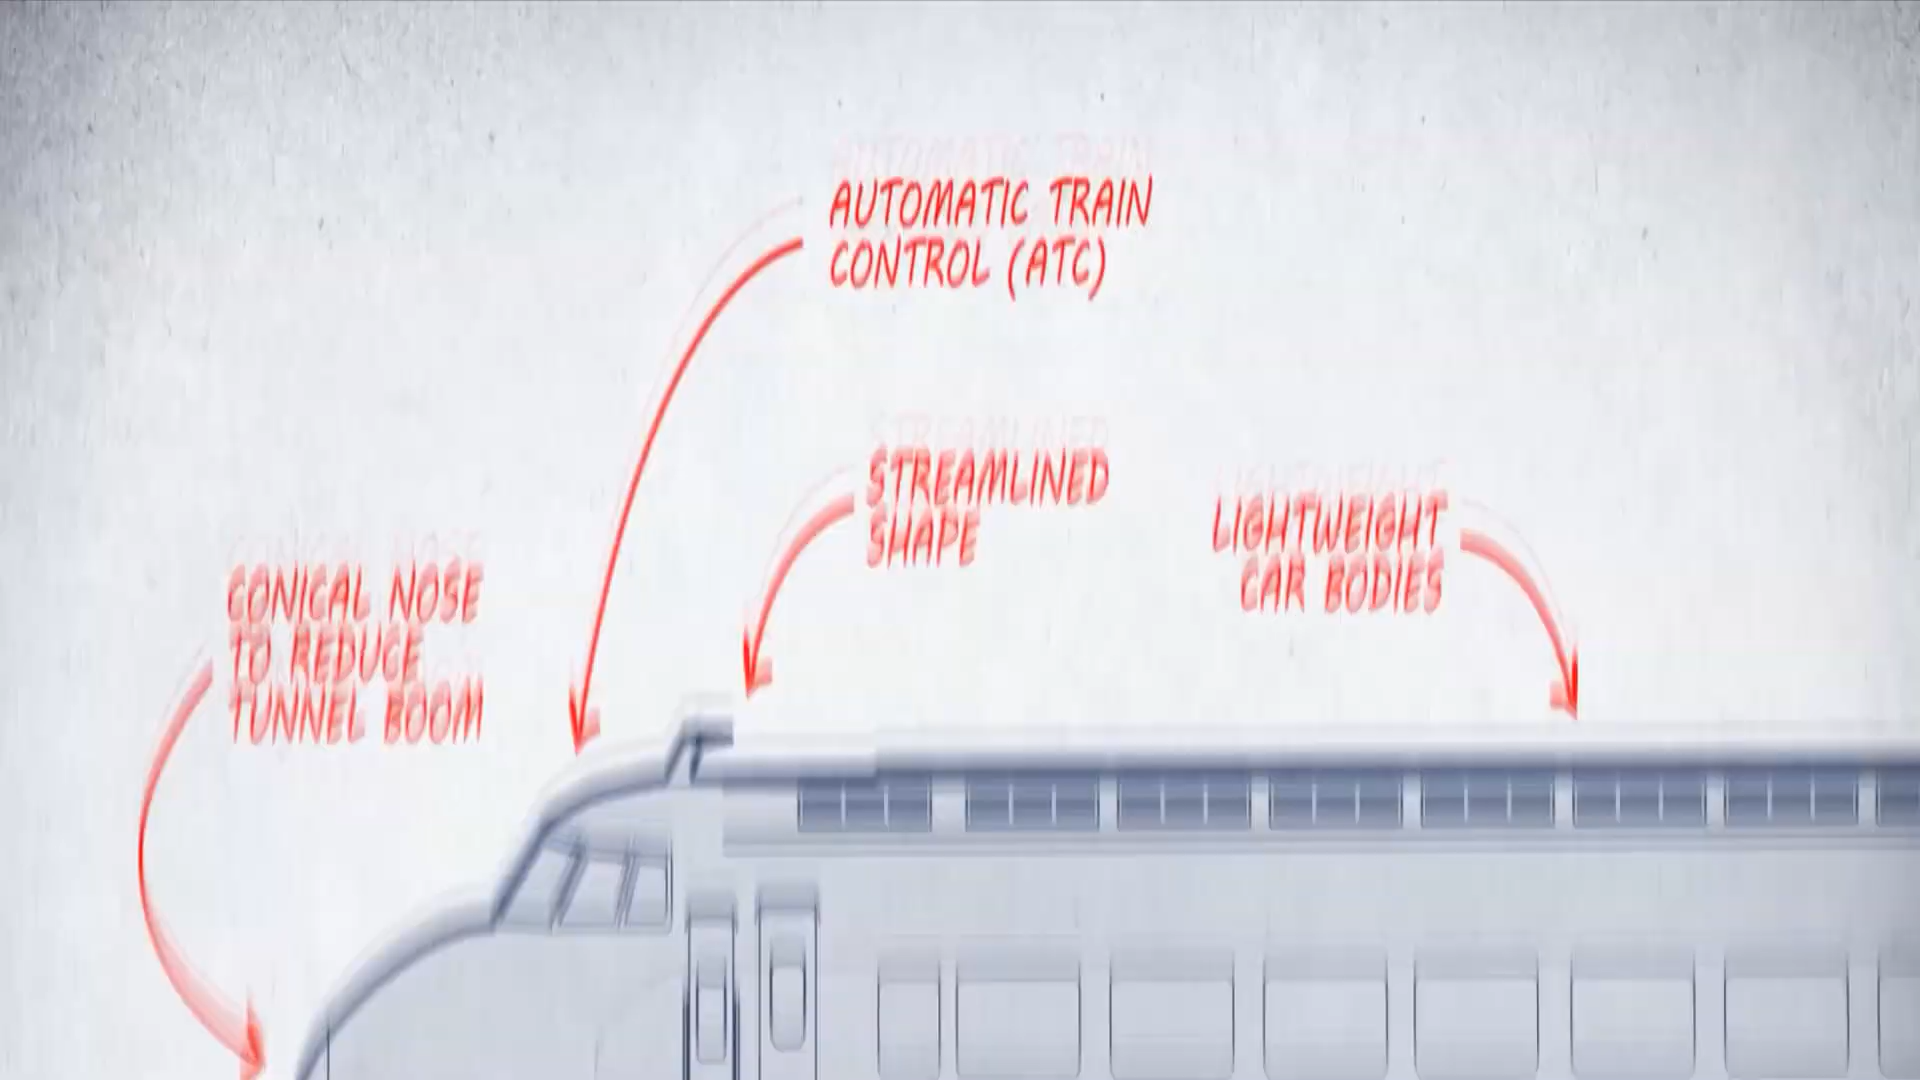 AUTOMATIC TRAIN
CONTROL (ATC)
STREAMLINED
SHAPE
LIGHTWEIGHT
CAR BODIES
CONICAL NOSE
TO REDUCE
TUNNEL BOOM